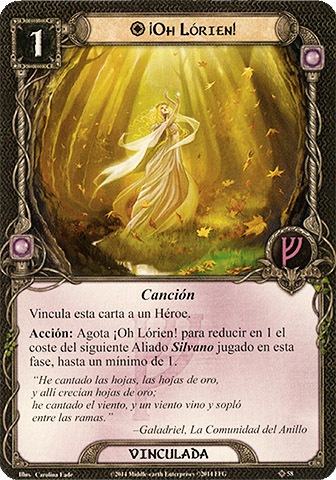 1
¡Oh Lórien!
Canción
Vincula esta carta a un Héroe.
Acción: Agota ¡Oh Lórien! para reducir en 1 el
coste del siguiente Aliado Silvano jugado en esta
fase, hasta un mínimo de 1.
“He cantado las hojas, las hojas de oro,
y allí crecían hojas de oro;
he cantado el viento, y un viento vino y sopló
entre las ramas.”
–Galadriel, La Comunidad del Anillo
Vinculada
Illus. Carolina Eade
©2014 Middle-earth Enterprises ©2014 FFG
58